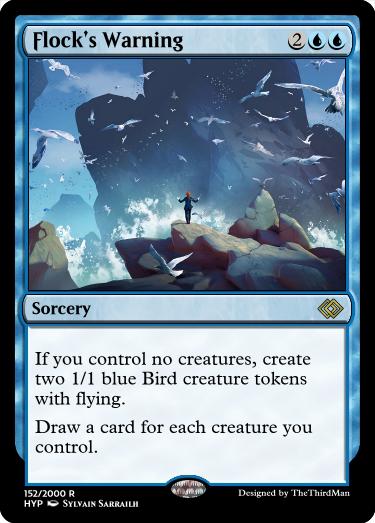 Flock's Warning 2
Sorcery
If you control no creatures, create
two 1/1 blue Bird creature tokens
with flying.
Draw a card for each creature you
control.
152/2000 R
HYP SYLVAIN SARRAILH
Designed by TheThirdMan